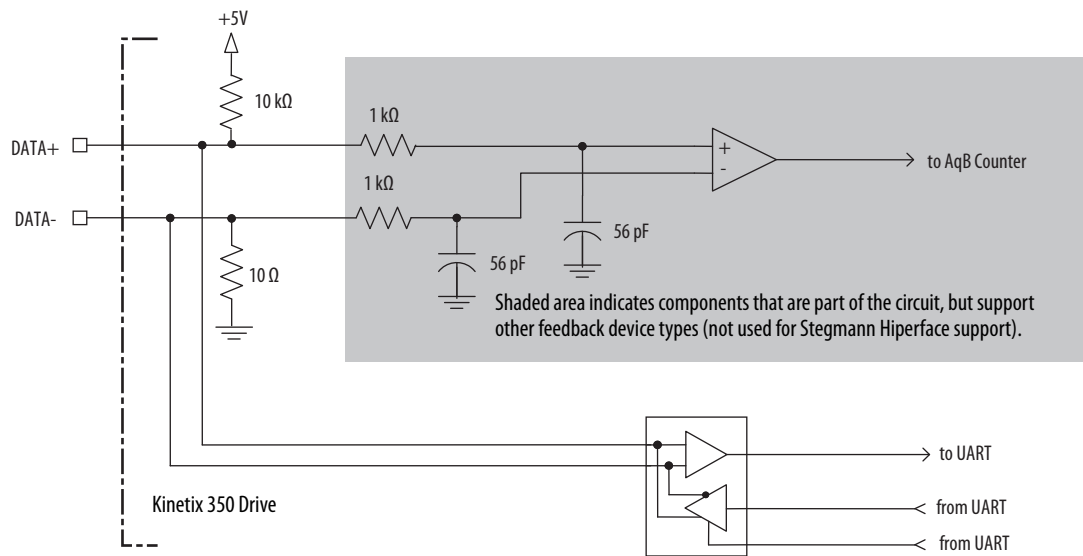 +5V
10 kΩ
1 kΩ
DATA+
+
-
to AqB Counter
1 kΩ
DATA-
56 pF
56 pF
10 Ω
Shaded area indicates components that are part of the circuit, but support
other feedback device types (not used for Stegmann Hiperface support).
to UART
Kinetix 350 Drive
from UART
from UART